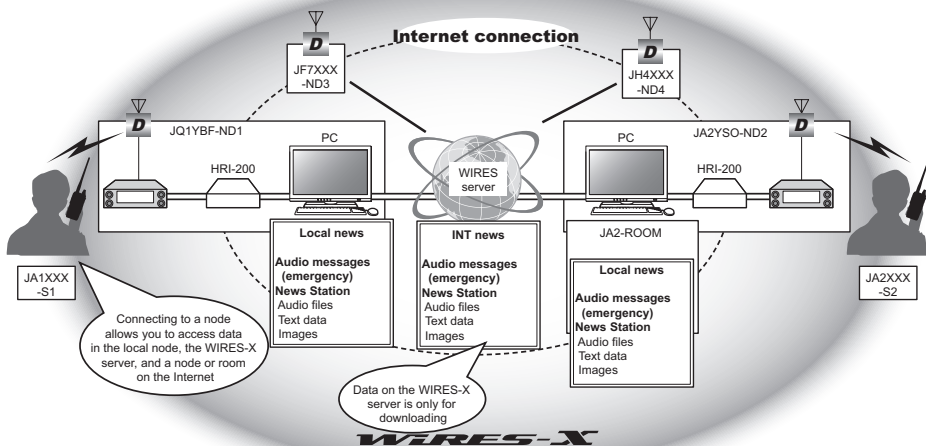 Internet connection
D
JF7XXX
-ND3
D
JH4XXX
-ND4
D
JQ1YBF-ND1
PC
HRI-200
WIRES
server
PC
JA2YSO-ND2
D
HRI-200
JA1XXX
-S1
JA2XXX
-S2
Local news
Audio messages
(emergency)
News Station
Audio files
Text data
Images
INT news
Audio messages
(emergency)
News Station
Audio files
Text data
Images
JA2-ROOM
Local news
Audio messages
(emergency)
News Station
Audio files
Text data
Images
Connecting to a node
allows you to access data
in the local node, the WIRES-X
server, and a node or room
on the Internet
Data on the WIRES-X
server is only for
downloading
WiRES-X